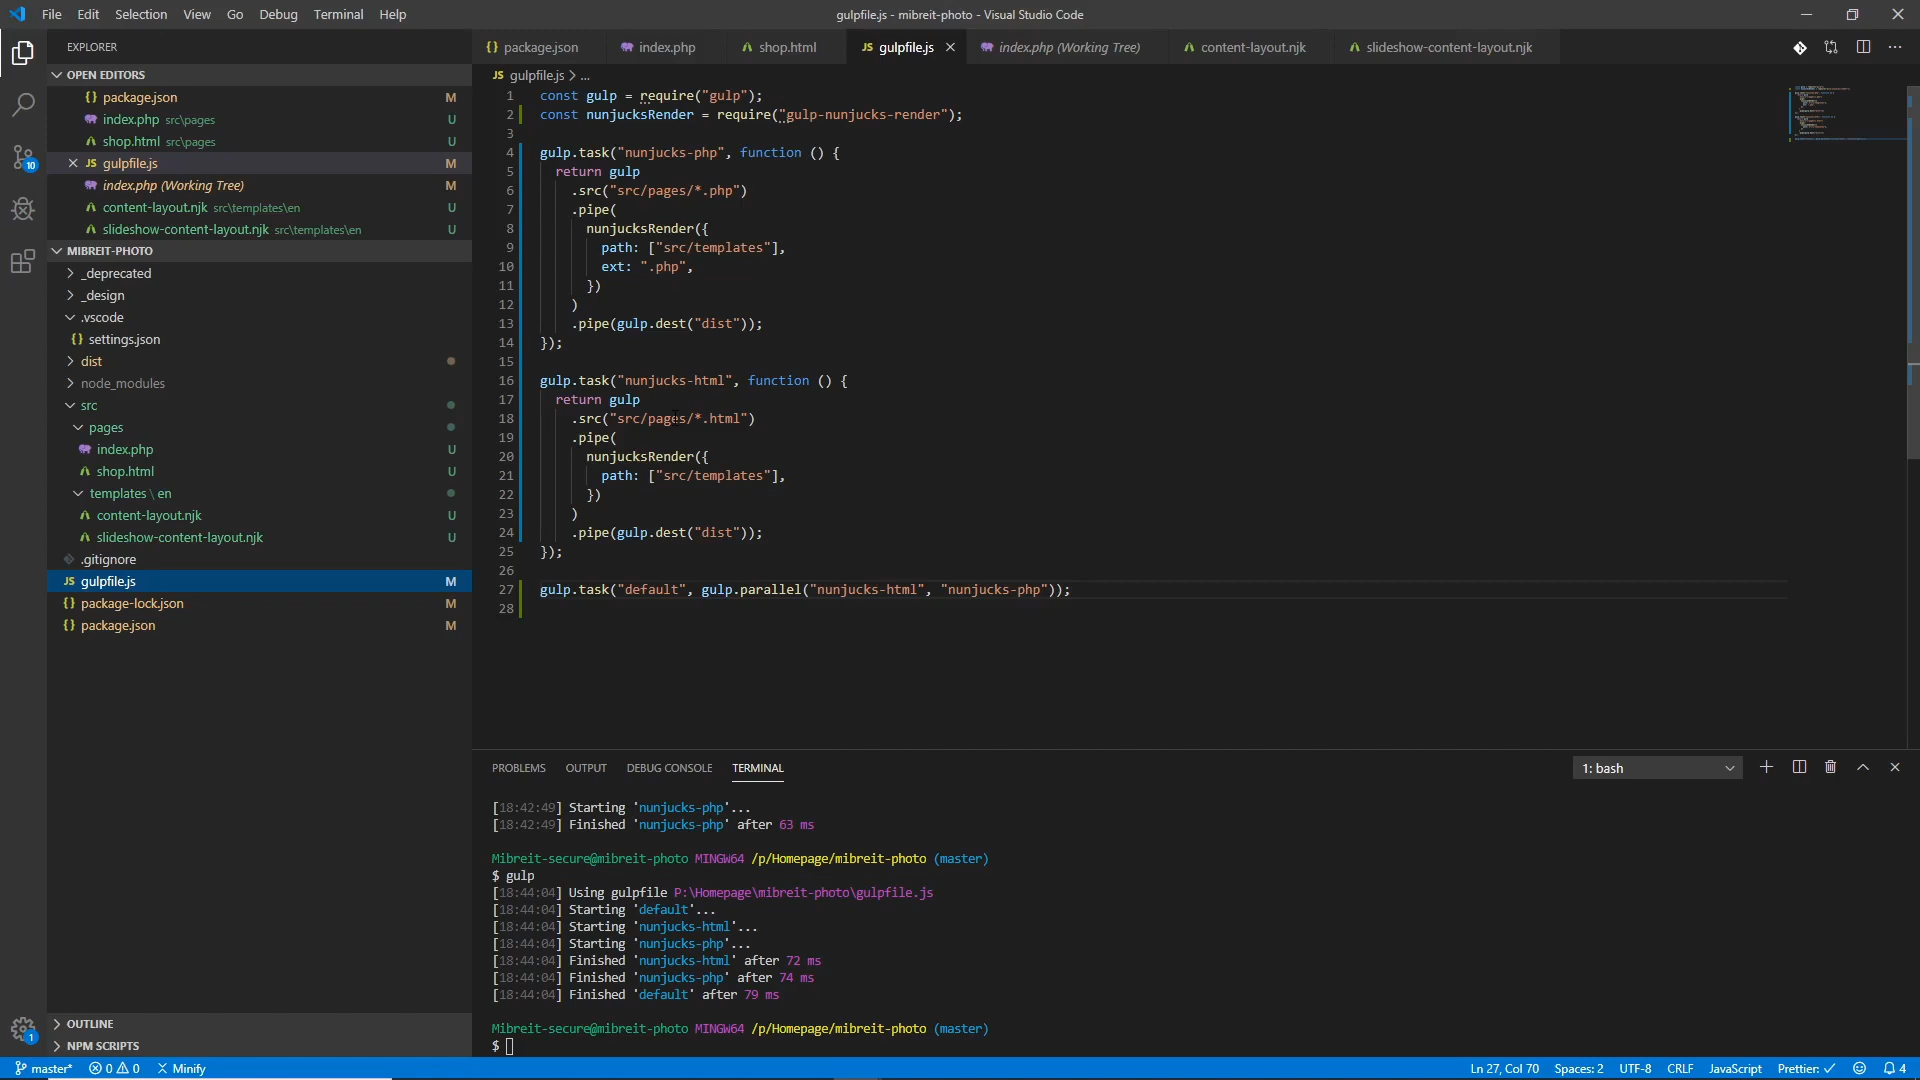 File Edit Selection View Go Debug Terminal Help
gulpfile.js - mibreit-photo - Visual Studio Code
EXPLORER
OPEN EDITORS
{} package.json M
index.php src\pages U
shop.html src\pages U
JS gulpfile.js M
index.php (Working Tree) M
content-layout.njk src\templates\en U
slideshow-content-layout.njk src\templates\en U
MIBREIT-PHOTO
_deprecated
_design
.vscode
{} settings.json
dist
node_modules
src
pages
index.php U
shop.html U
templates \ en
content-layout.njk U
slideshow-content-layout.njk U
.gitignore
JS gulpfile.js M
{} package-lock.json M
{} package.json M
OUTLINE
NPM SCRIPTS
10
1
{} package.json index.php shop.html JS gulpfile.js index.php (Working Tree) content-layout.njk slideshow-content-layout.njk
JS gulpfile.js > ...
1 const gulp = require("gulp");
2 const nunjucksRender = require("gulp-nunjucks-render");
3
4 gulp.task("nunjucks-php", function () {
5 return gulp
6 .src("src/pages/*.php")
7 .pipe(
8 nunjucksRender({
9 path: ["src/templates"],
10 ext: ".php",
11 })
12 )
13 .pipe(gulp.dest("dist"));
14 });
15
16 gulp.task("nunjucks-html", function () {
17 return gulp
18 .src("src/pages/*.html")
19 .pipe(
20 nunjucksRender({
21 path: ["src/templates"],
22 })
23 )
24 .pipe(gulp.dest("dist"));
25 });
26
27 gulp.task("default", gulp.parallel("nunjucks-html", "nunjucks-php"));
28
PROBLEMS OUTPUT DEBUG CONSOLE TERMINAL
1: bash
[18:42:49] Starting 'nunjucks-php'...
[18:42:49] Finished 'nunjucks-php' after 63 ms
Mibreit-secure@mibreit-photo MINGW64 /p/Homepage/mibreit-photo (master)
$ gulp
[18:44:04] Using gulpfile P:\Homepage\mibreit-photo\gulpfile.js
[18:44:04] Starting 'default'...
[18:44:04] Starting 'nunjucks-html'...
[18:44:04] Starting 'nunjucks-php'...
[18:44:04] Finished 'nunjucks-html' after 72 ms
[18:44:04] Finished 'nunjucks-php' after 74 ms
[18:44:04] Finished 'default' after 79 ms
Mibreit-secure@mibreit-photo MINGW64 /p/Homepage/mibreit-photo (master)
$
master* 0 0 Minify
Ln 27, Col 70 Spaces: 2 UTF-8 CRLF JavaScript Prettier: ✓ 4